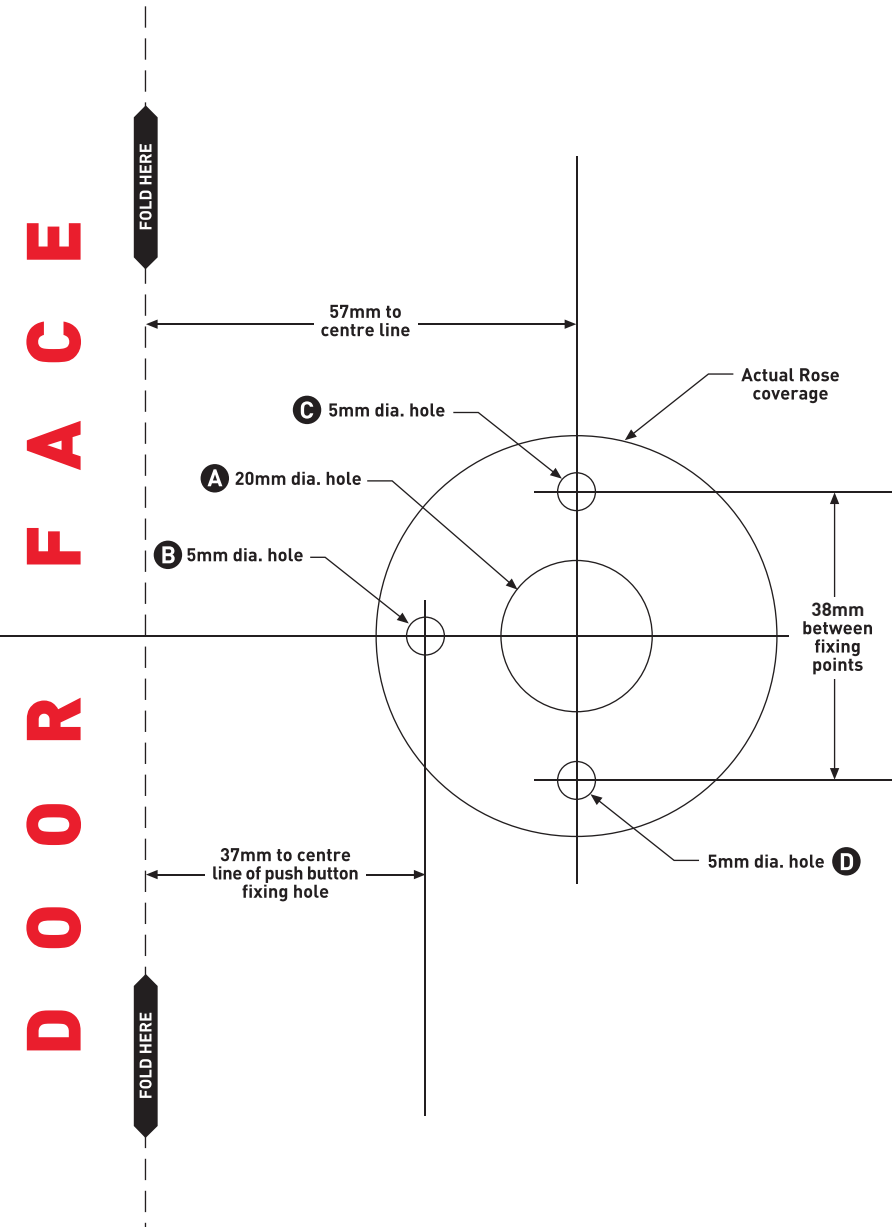 FOLD HERE
DOOR FACE
57mm to
centre line
Actual Rose
coverage
C 5mm dia. hole
A 20mm dia. hole
B 5mm dia. hole
38mm
between
fixing
points
37mm to centre
line of push button
fixing hole
5mm dia. hole D
FOLD HERE